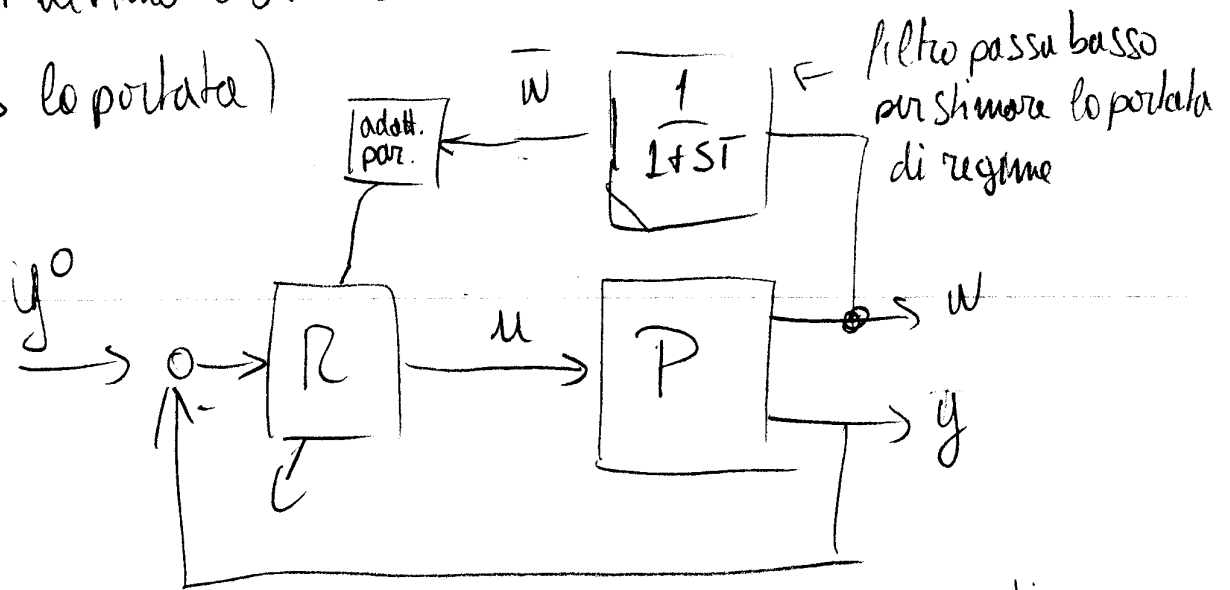 lo portata)
filtro passa basso
per stimare la portata
di regime
w̅
1
1+ST
adatt.
par.
y°
R
u
P
w
y
-